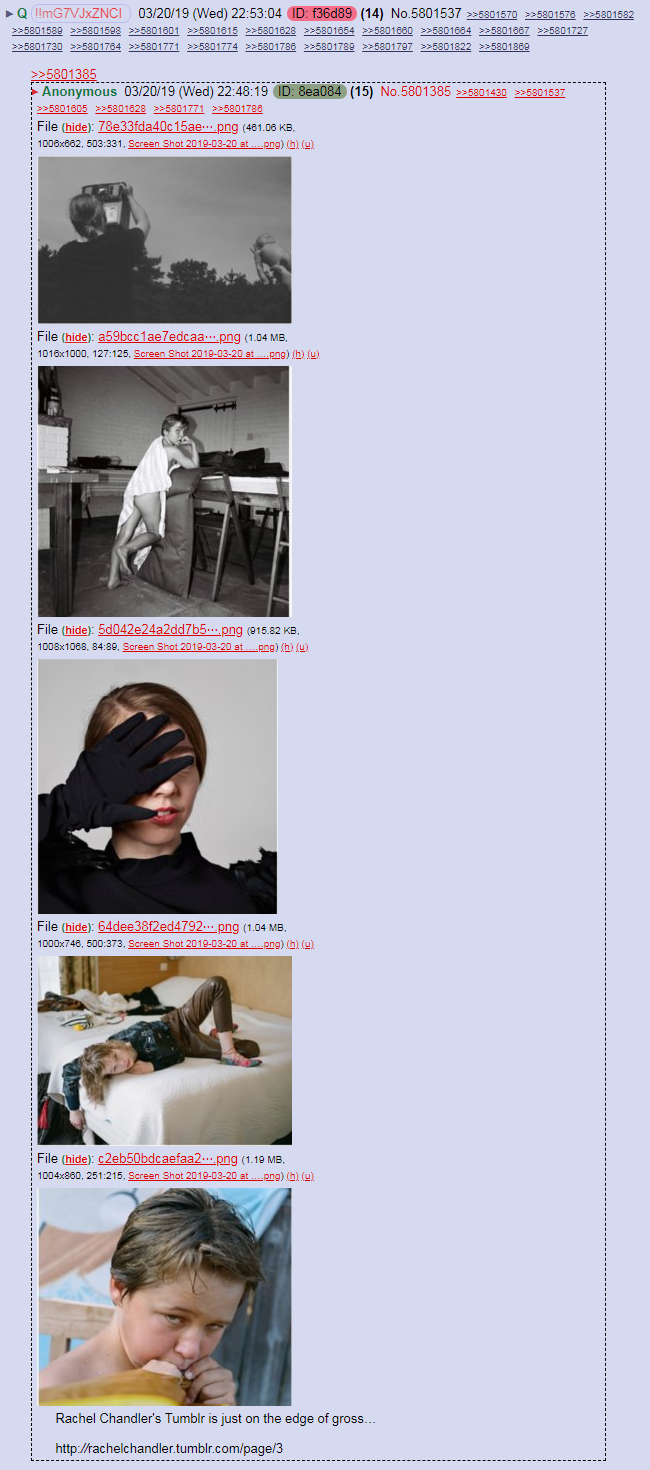 ► Q !!mG7VJxZNCI 03/20/19 (Wed) 22:53:04 ID: f36d89 (14) No.5801537 >>5801570 >>5801576 >>5801582
>>5801589 >>5801598 >>5801601 >>5801615 >>5801628 >>5801654 >>5801660 >>5801664 >>5801667 >>5801727
>>5801730 >>5801764 >>5801771 >>5801774 >>5801786 >>5801789 >>5801797 >>5801822 >>5801869
>>5801385
► Anonymous 03/20/19 (Wed) 22:48:19 ID: 8ea084 (15) No.5801385 >>5801430 >>5801537
>>5801605 >>5801628 >>5801771 >>5801786
File (hide): 78e33fda40c15ae⋯.png (461.06 KB,
1006x662, 503:331, Screen Shot 2019-03-20 at ….png) (h) (u)
File (hide): a59bcc1ae7edcaa⋯.png (1.04 MB,
1016x1000, 127:125, Screen Shot 2019-03-20 at ….png) (h) (u)
File (hide): 5d042e24a2dd7b5⋯.png (915.82 KB,
1008x1068, 84:89, Screen Shot 2019-03-20 at ….png) (h) (u)
File (hide): 64dee38f2ed4792⋯.png (1.04 MB,
1000x746, 500:373, Screen Shot 2019-03-20 at ….png) (h) (u)
File (hide): c2eb50bdcaefaa2⋯.png (1.19 MB,
1004x860, 251:215, Screen Shot 2019-03-20 at ….png) (h) (u)
Rachel Chandler's Tumblr is just on the edge of gross…
http://rachelchandler.tumblr.com/page/3